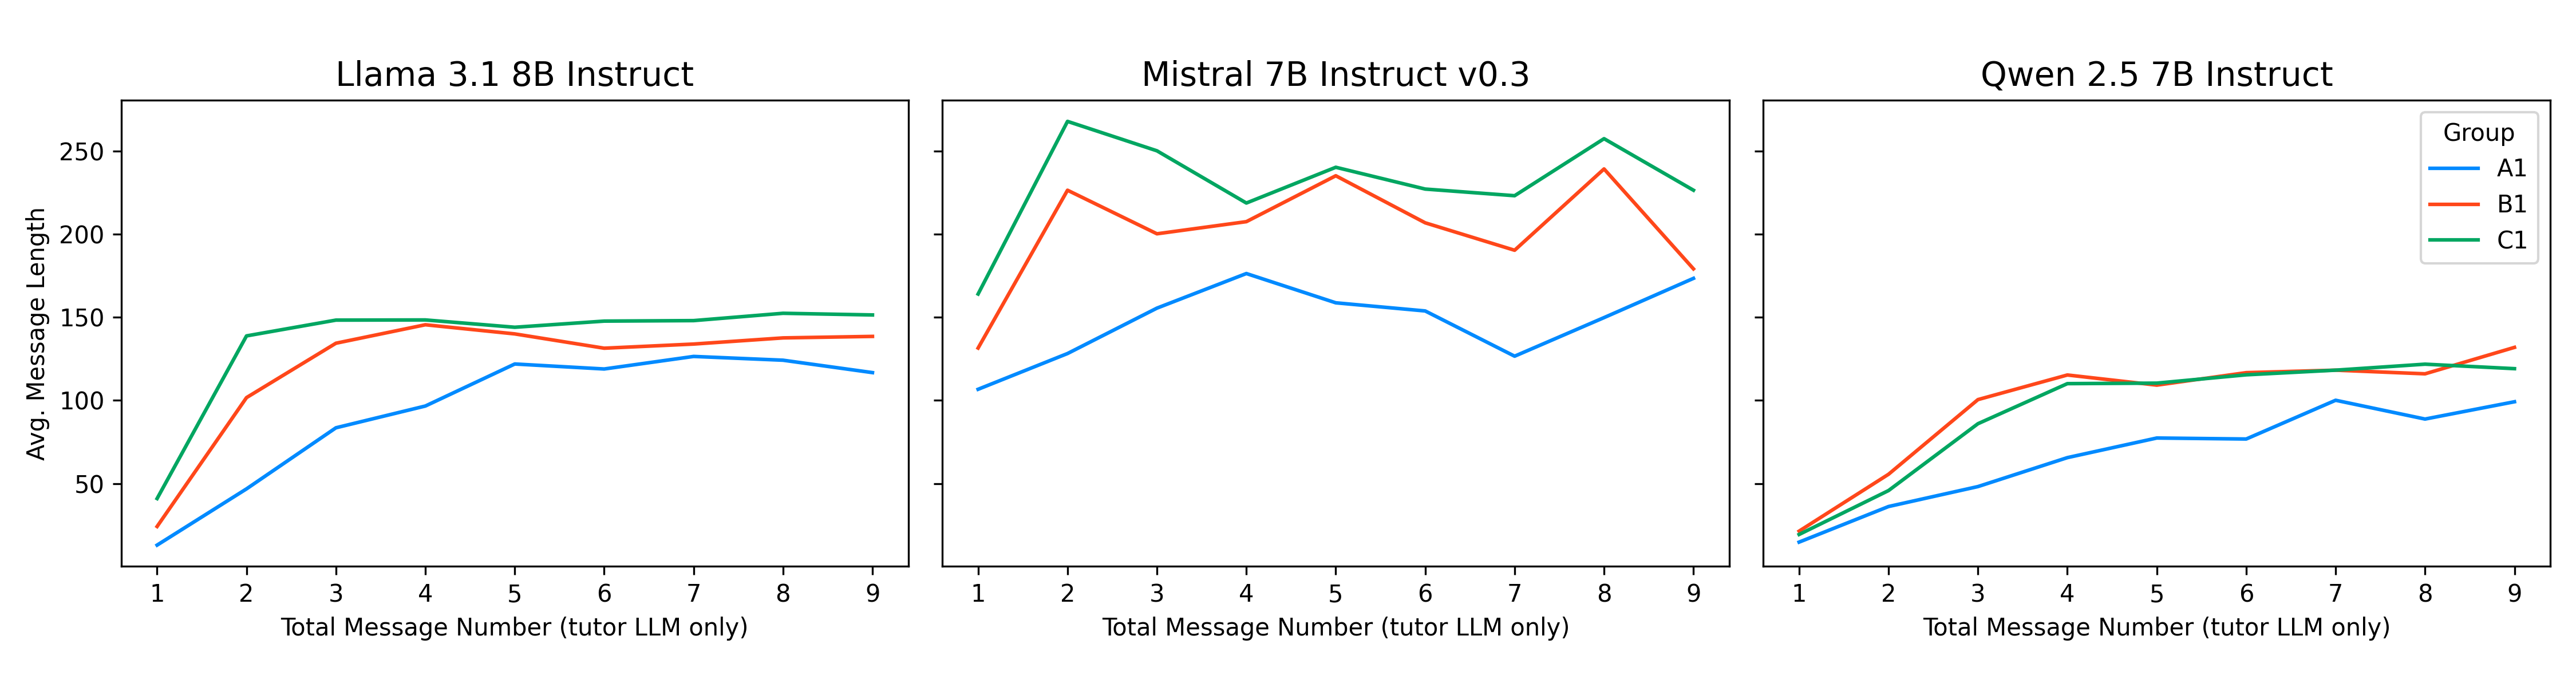 Llama 3.1 8B Instruct
Mistral 7B Instruct v0.3
Qwen 2.5 7B Instruct
Avg. Message Length
250
200
150
100
50
Group
A1
B1
C1
1 2 3 4 5 6 7 8 9
1 2 3 4 5 6 7 8 9
1 2 3 4 5 6 7 8 9
Total Message Number (tutor LLM only)
Total Message Number (tutor LLM only)
Total Message Number (tutor LLM only)